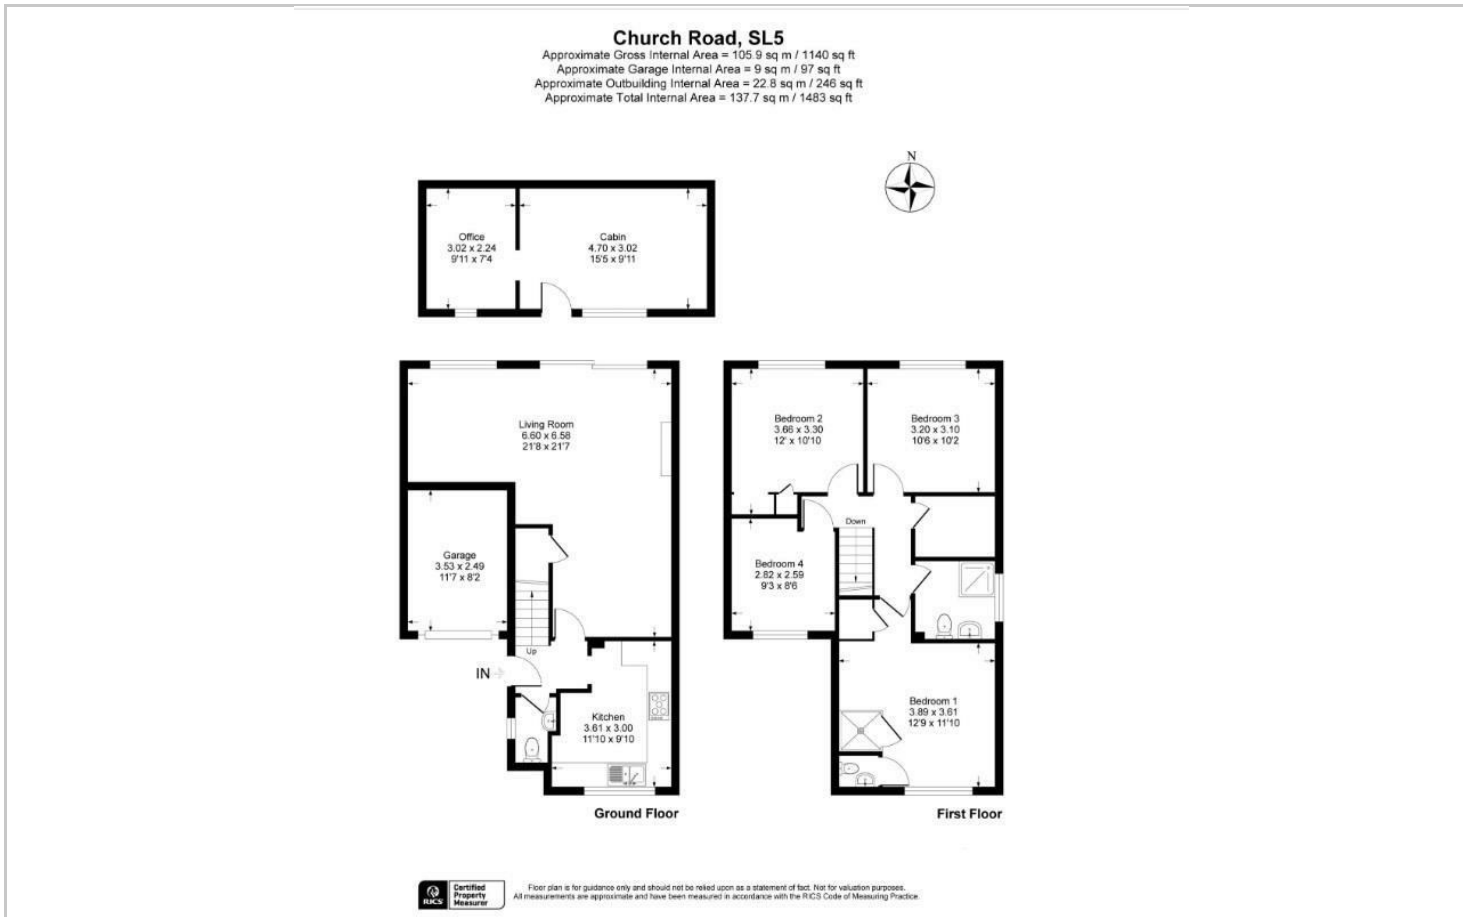 Church Road, SL5
Approximate Gross Internal Area = 105.9 sq m / 1140 sq ft
Approximate Garage Internal Area = 9 sq m / 97 sq ft
Approximate Outbuilding Internal Area = 22.8 sq m / 246 sq ft
Approximate Total Internal Area = 137.7 sq m / 1483 sq ft
N
Office
3.02 x 2.24
9'11 x 7'4
Cabin
4.70 x 3.02
15'5 x 9'11
Living Room
6.60 x 6.58
21'8 x 21'7
Garage
3.53 x 2.49
11'7 x 8'2
Up
IN
Kitchen
3.61 x 3.00
11'10 x 9'10
Ground Floor
Bedroom 2
3.66 x 3.30
12' x 10'10
Bedroom 3
3.20 x 3.10
10'6 x 10'2
Down
Bedroom 4
2.82 x 2.59
9'3 x 8'6
Bedroom 1
3.89 x 3.61
12'9 x 11'10
First Floor
RICS
Certified
Property
Measurer
Floor plan is for guidance only and should not be relied upon as a statement of fact. Not for valuation purposes.
All measurements are approximate and have been measured in accordance with the RICS Code of Measuring Practice.